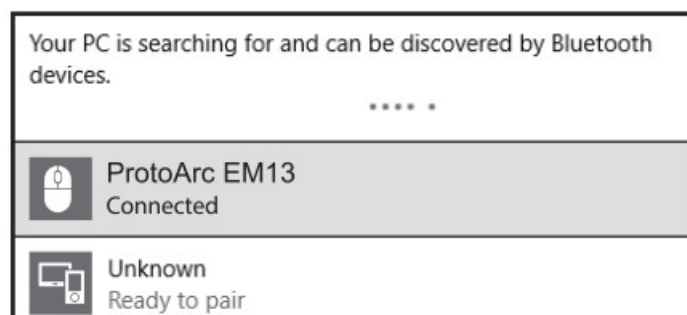 Your PC is searching for and can be discovered by Bluetooth
devices.
ProtoArc EM13
Connected
Unknown
Ready to pair